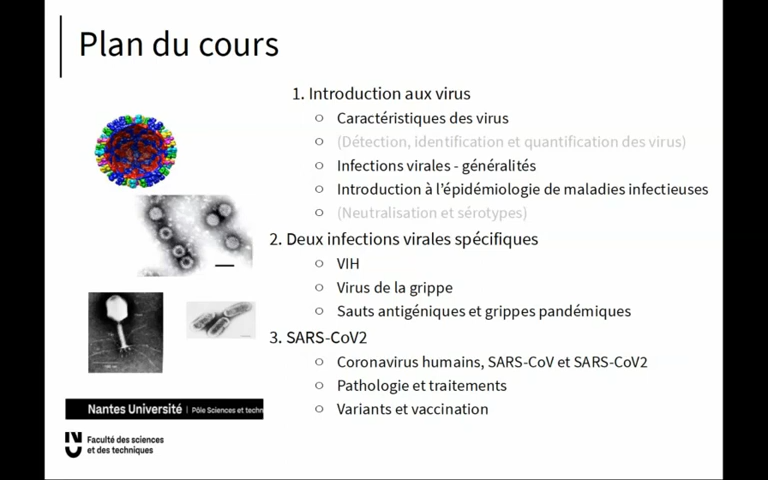 Plan du cours
1. Introduction aux virus
○ Caractéristiques des virus
○ (Détection, identification et quantification des virus)
○ Infections virales - généralités
○ Introduction à l'épidémiologie de maladies infectieuses
○ (Neutralisation et sérotypes)
2. Deux infections virales spécifiques
○ VIH
○ Virus de la grippe
○ Sauts antigéniques et grippes pandémiques
3. SARS-CoV2
○ Coronavirus humains, SARS-CoV et SARS-CoV2
○ Pathologie et traitements
○ Variants et vaccination
Nantes Université | Pôle Sciences et techn
Faculté des sciences
et des techniques